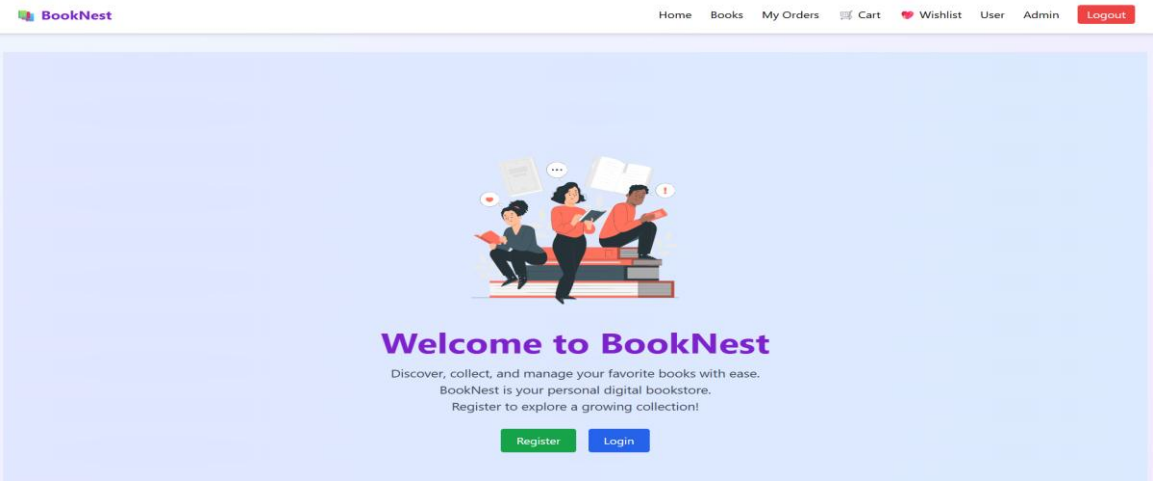 BookNest
Home Books My Orders Cart Wishlist User Admin Logout
Welcome to BookNest
Discover, collect, and manage your favorite books with ease.
BookNest is your personal digital bookstore.
Register to explore a growing collection!
Register Login